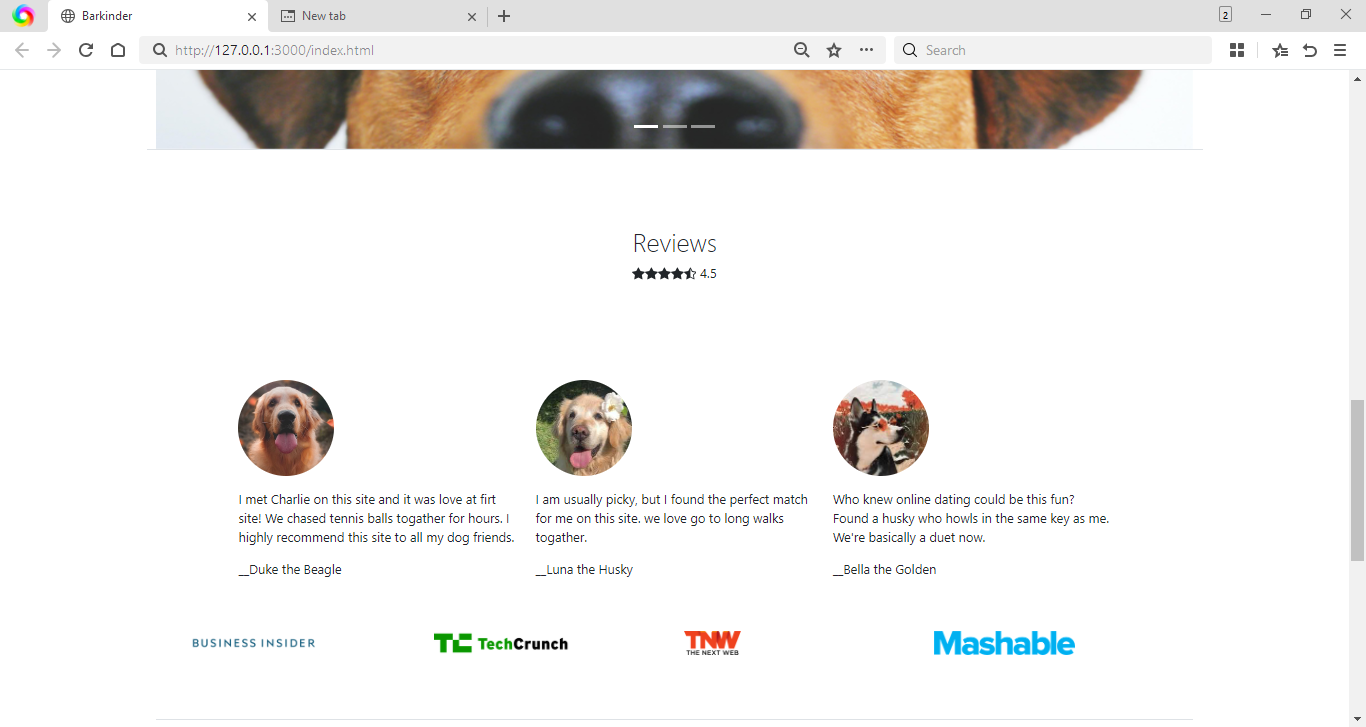 Barkinder
New tab
2
http://127.0.0.1:3000/index.html
Search
Reviews
4.5
I met Charlie on this site and it was love at firt
site! We chased tennis balls togather for hours. I
highly recommend this site to all my dog friends.
__Duke the Beagle
I am usually picky, but I found the perfect match
for me on this site. we love go to long walks
togather.
__Luna the Husky
Who knew online dating could be this fun?
Found a husky who howls in the same key as me.
We're basically a duet now.
__Bella the Golden
BUSINESS INSIDER
TC TechCrunch
TNW
THE NEXT WEB
Mashable